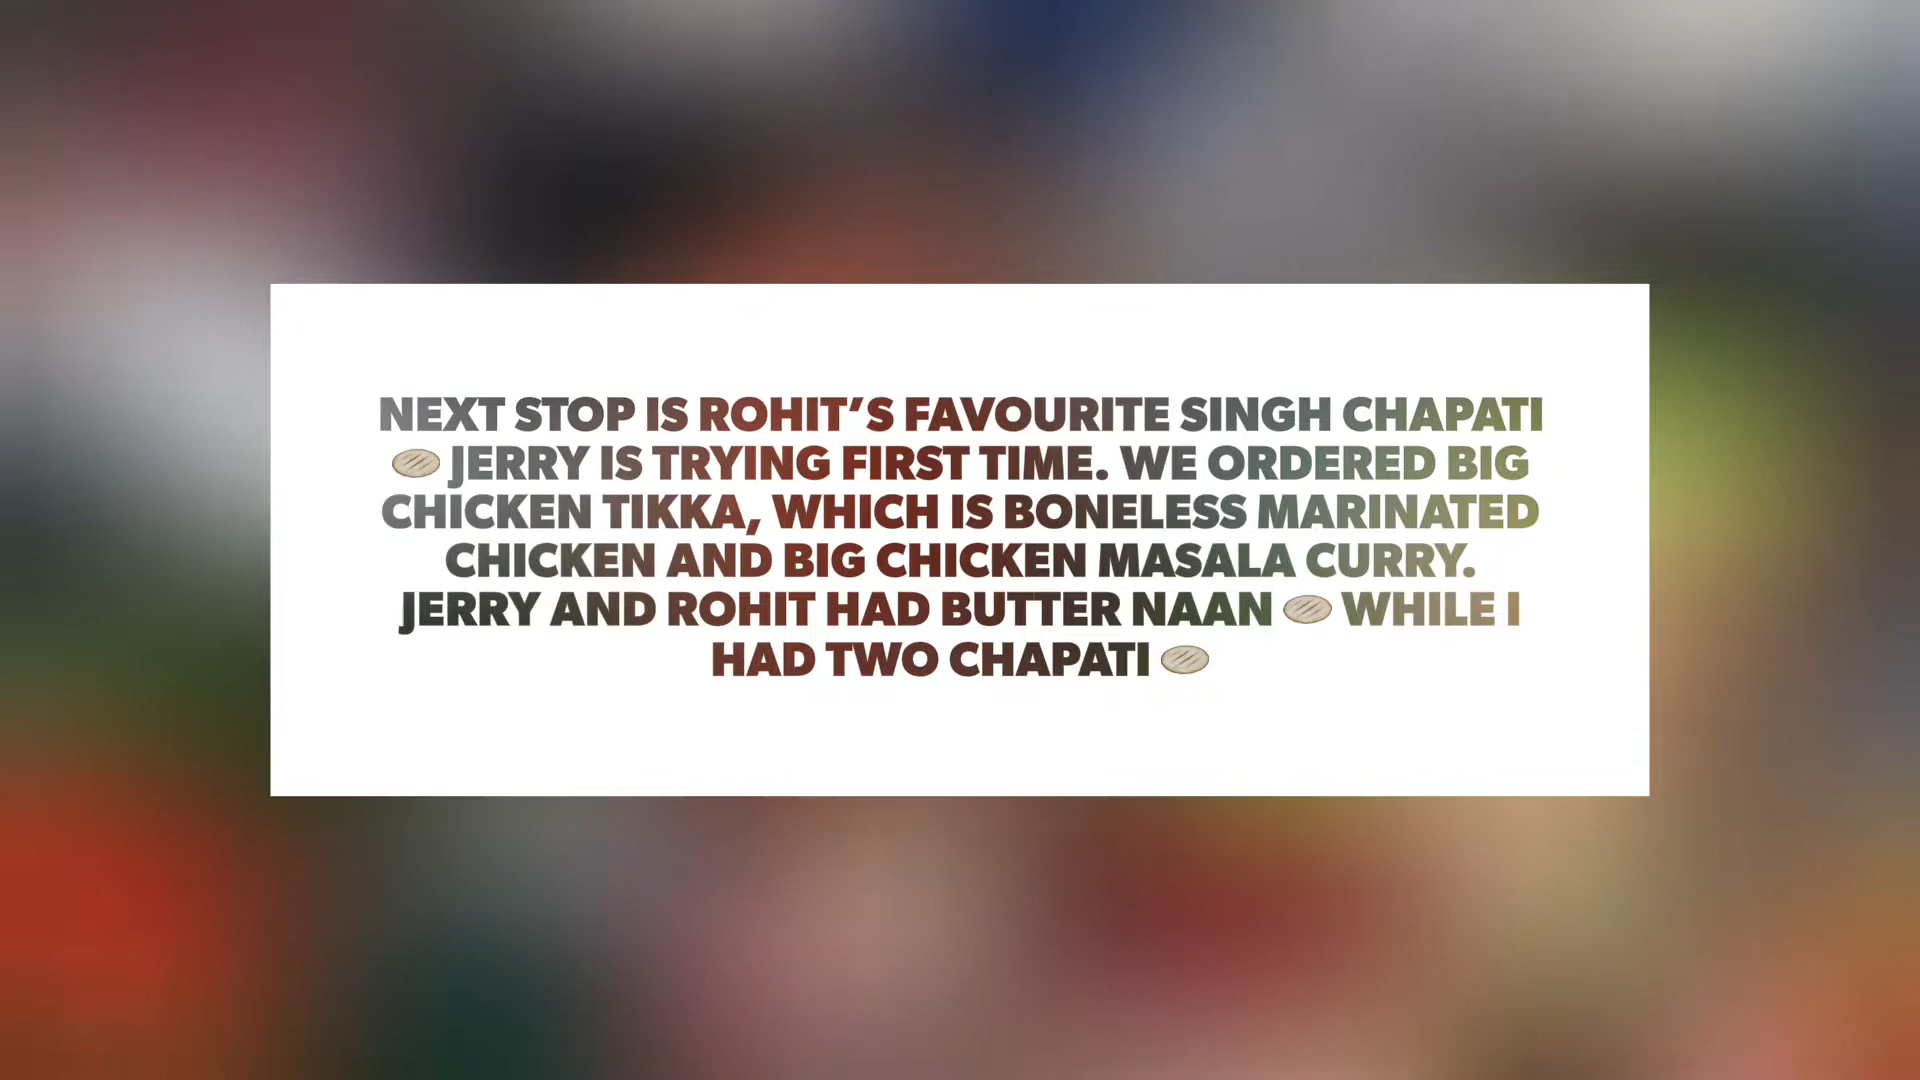 NEXT STOP IS ROHIT’S FAVOURITE SINGH CHAPATI
🫓 JERRY IS TRYING FIRST TIME. WE ORDERED BIG
CHICKEN TIKKA, WHICH IS BONELESS MARINATED
CHICKEN AND BIG CHICKEN MASALA CURRY.
JERRY AND ROHIT HAD BUTTER NAAN 🫓 WHILE I
HAD TWO CHAPATI 🫓